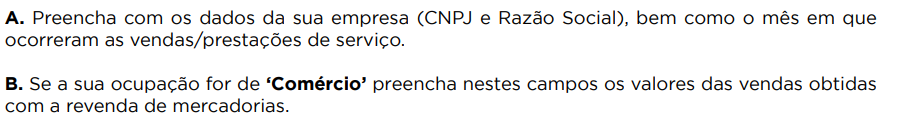 A. Preencha com os dados da sua empresa (CNPJ e Razão Social), bem como o mês em que
ocorreram as vendas/prestações de serviço.
B. Se a sua ocupação for de ‘Comércio’ preencha nestes campos os valores das vendas obtidas
com a revenda de mercadorias.